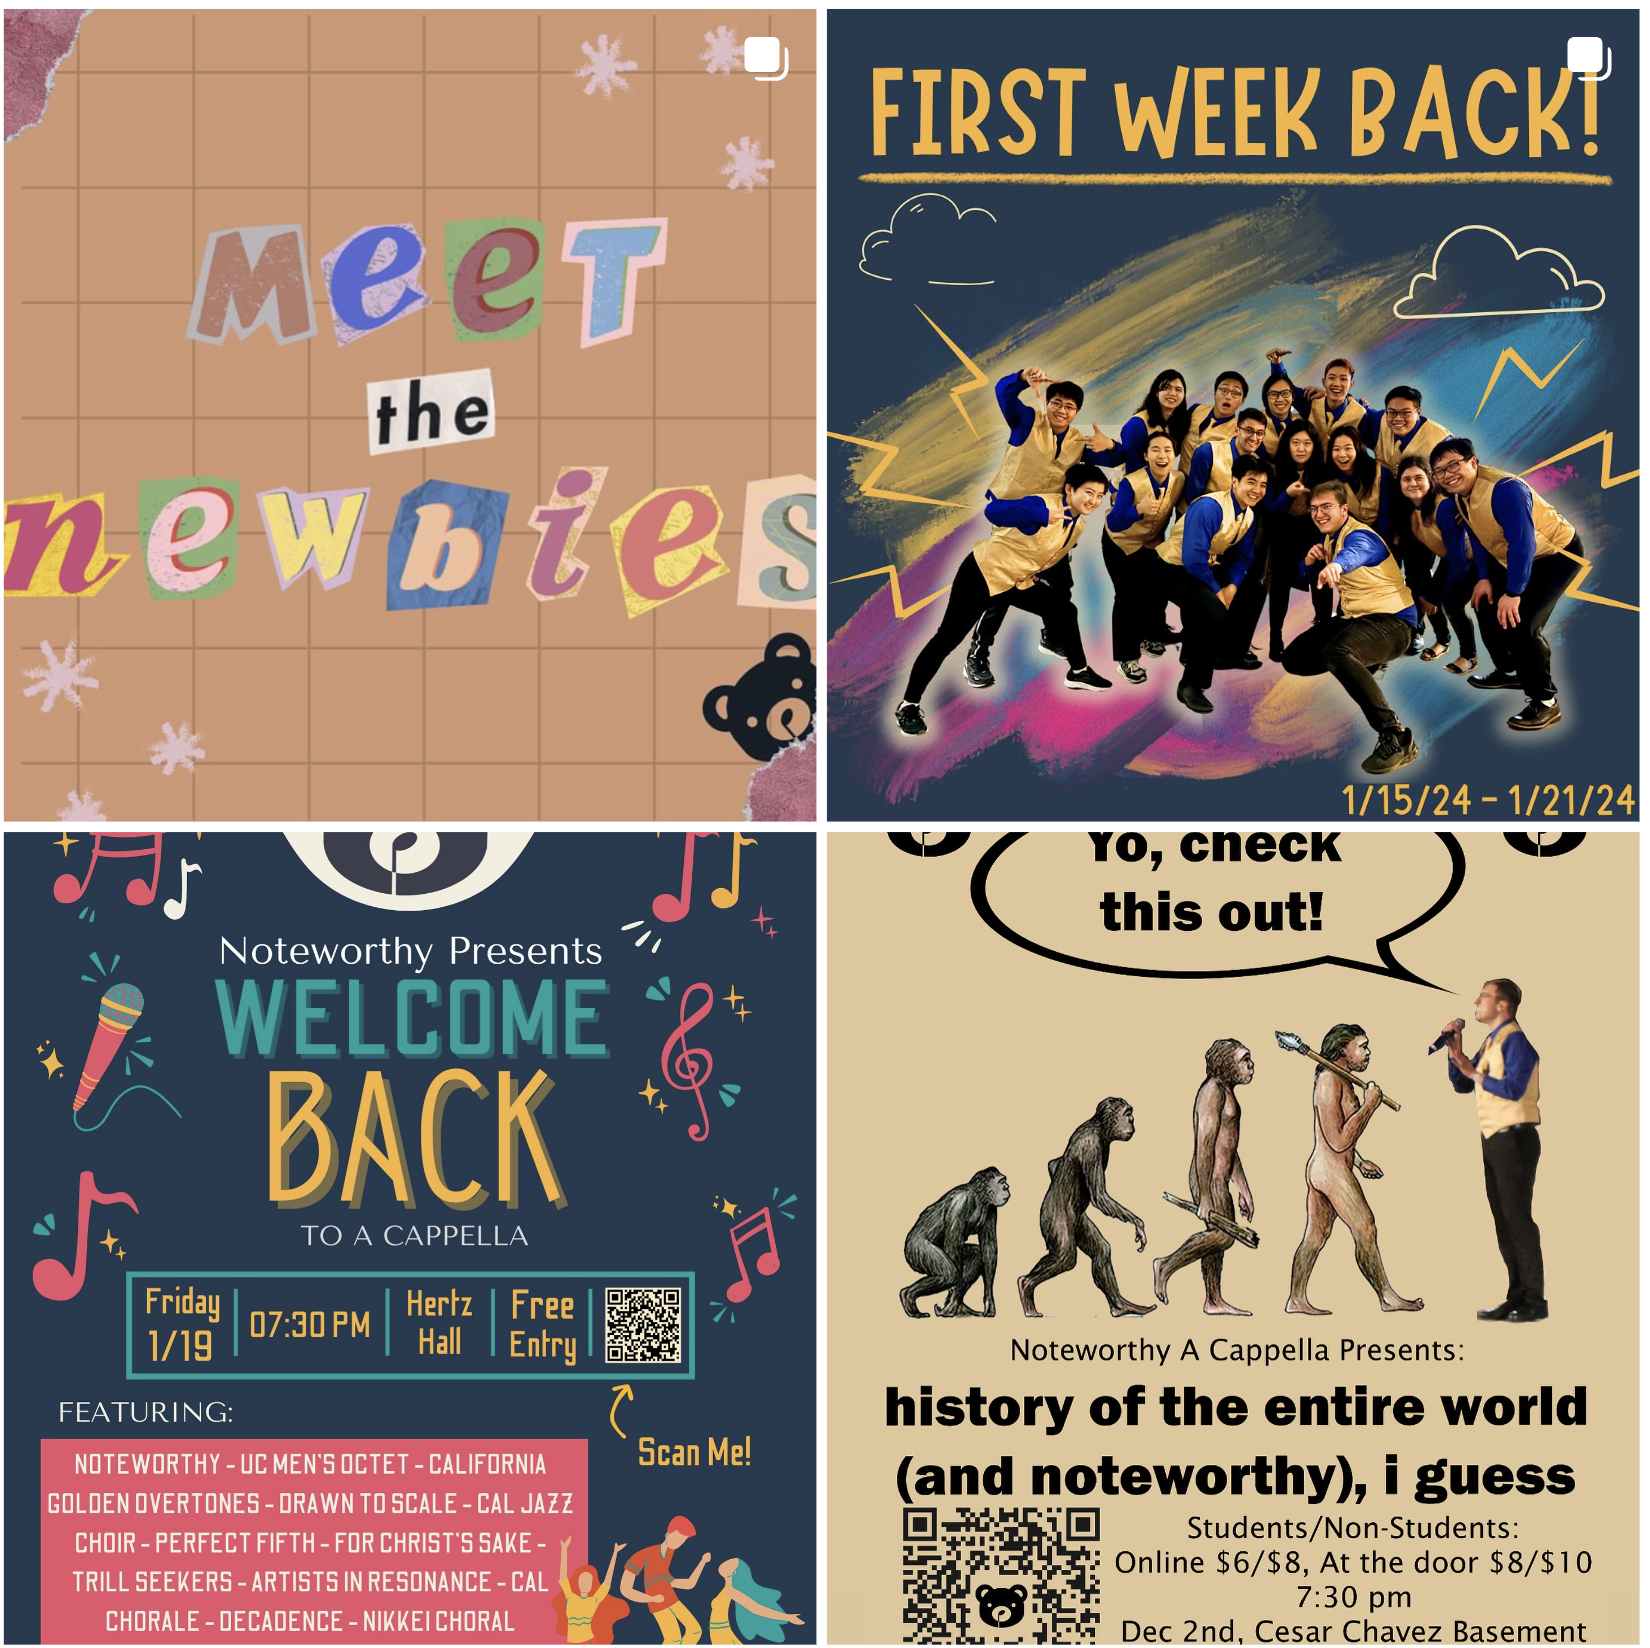 MEET
the
newbies
FIRST WEEK BACK!
1/15/24 - 1/21/24
Noteworthy Presents
WELCOME
BACK
TO A CAPPELLA
Friday
1/19
07:30 PM
Hertz
Hall
Free
Entry
Scan Me!
FEATURING:
NOTEWORTHY - UC MEN'S OCTET - CALIFORNIA
GOLDEN OVERTONES - DRAWN TO SCALE - CAL JAZZ
CHOIR - PERFECT FIFTH - FOR CHRIST'S SAKE -
TRILL SEEKERS - ARTISTS IN RESONANCE - CAL
CHORALE - DECADENCE - NIKKEI CHORAL
Yo, check
this out!
Noteworthy A Cappella Presents:
history of the entire world
(and noteworthy), i guess
Students/Non-Students:
Online $6/$8, At the door $8/$10
7:30 pm
Dec 2nd, Cesar Chavez Basement